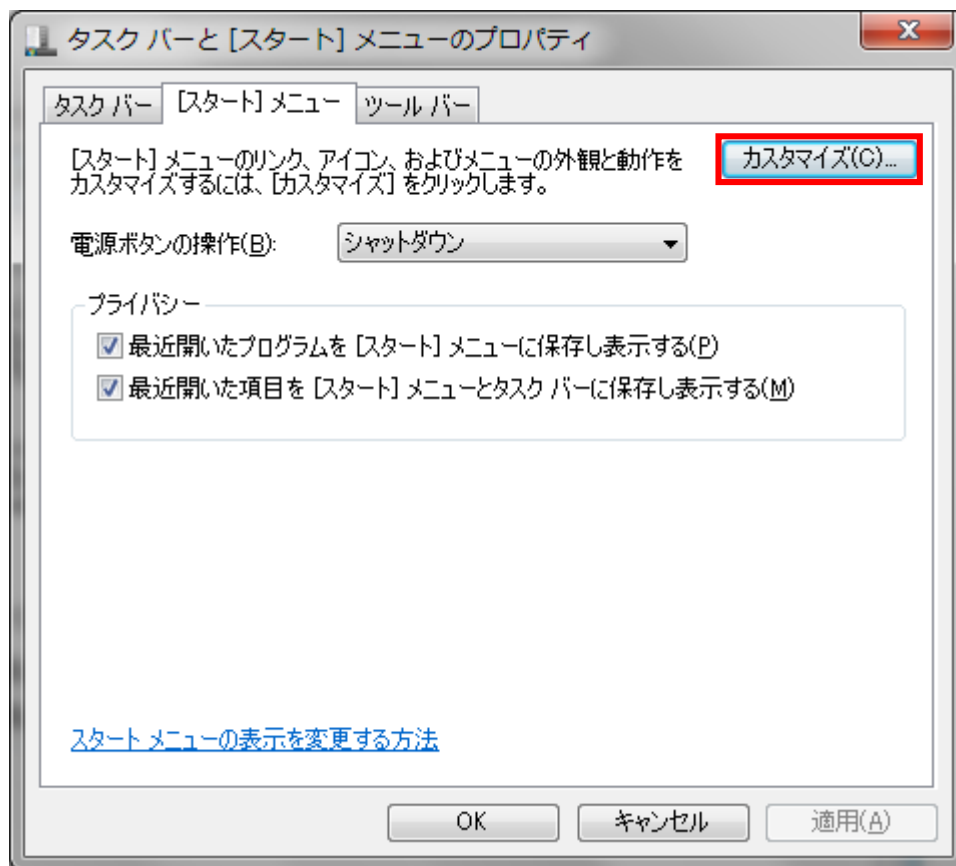 タスク バーと [スタート] メニューのプロパティ
タスク バー
[スタート] メニュー
ツール バー
[スタート] メニューのリンク、アイコン、およびメニューの外観と動作を
カスタマイズするには、[カスタマイズ] をクリックします。
カスタマイズ(C)...
電源ボタンの操作(B):
シャットダウン
プライバシー
最近開いたプログラムを [スタート] メニューに保存し表示する(P)
最近開いた項目を [スタート] メニューとタスク バーに保存し表示する(M)
スタート メニューの表示を変更する方法
OK
キャンセル
適用(A)